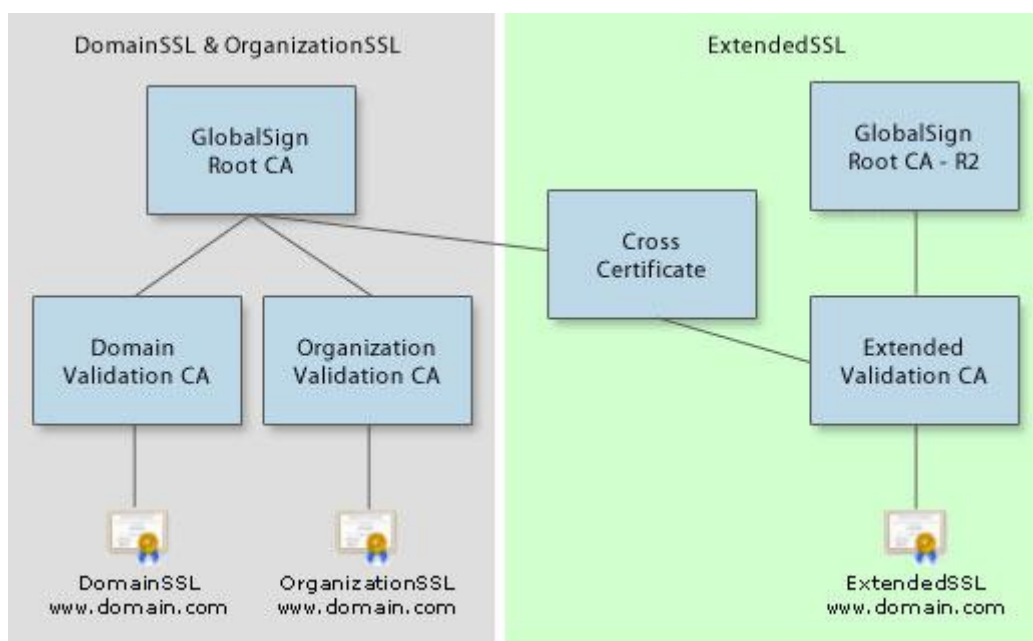 DomainSSL & OrganizationSSL
GlobalSign
Root CA
Domain
Validation CA
Organization
Validation CA
DomainSSL
www.domain.com
OrganizationSSL
www.domain.com
ExtendedSSL
GlobalSign
Root CA - R2
Cross
Certificate
Extended
Validation CA
ExtendedSSL
www.domain.com